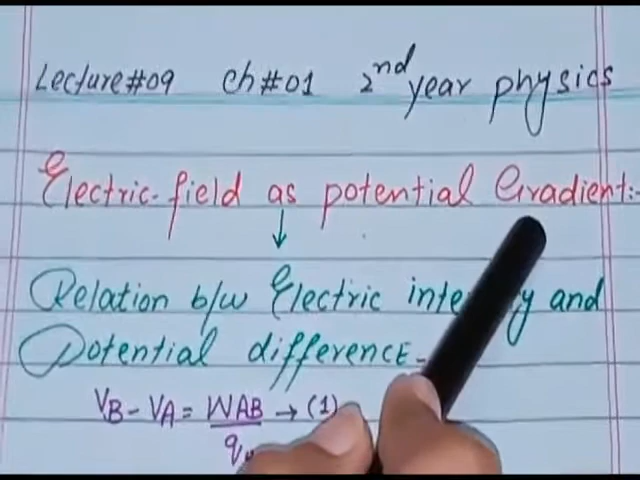 Lecture#09 Ch#01 2nd year physics
Electric-field as potential Gradient:-
Relation b/w Electric and
Potential difference-
VB - VA = WAB → (1)
q